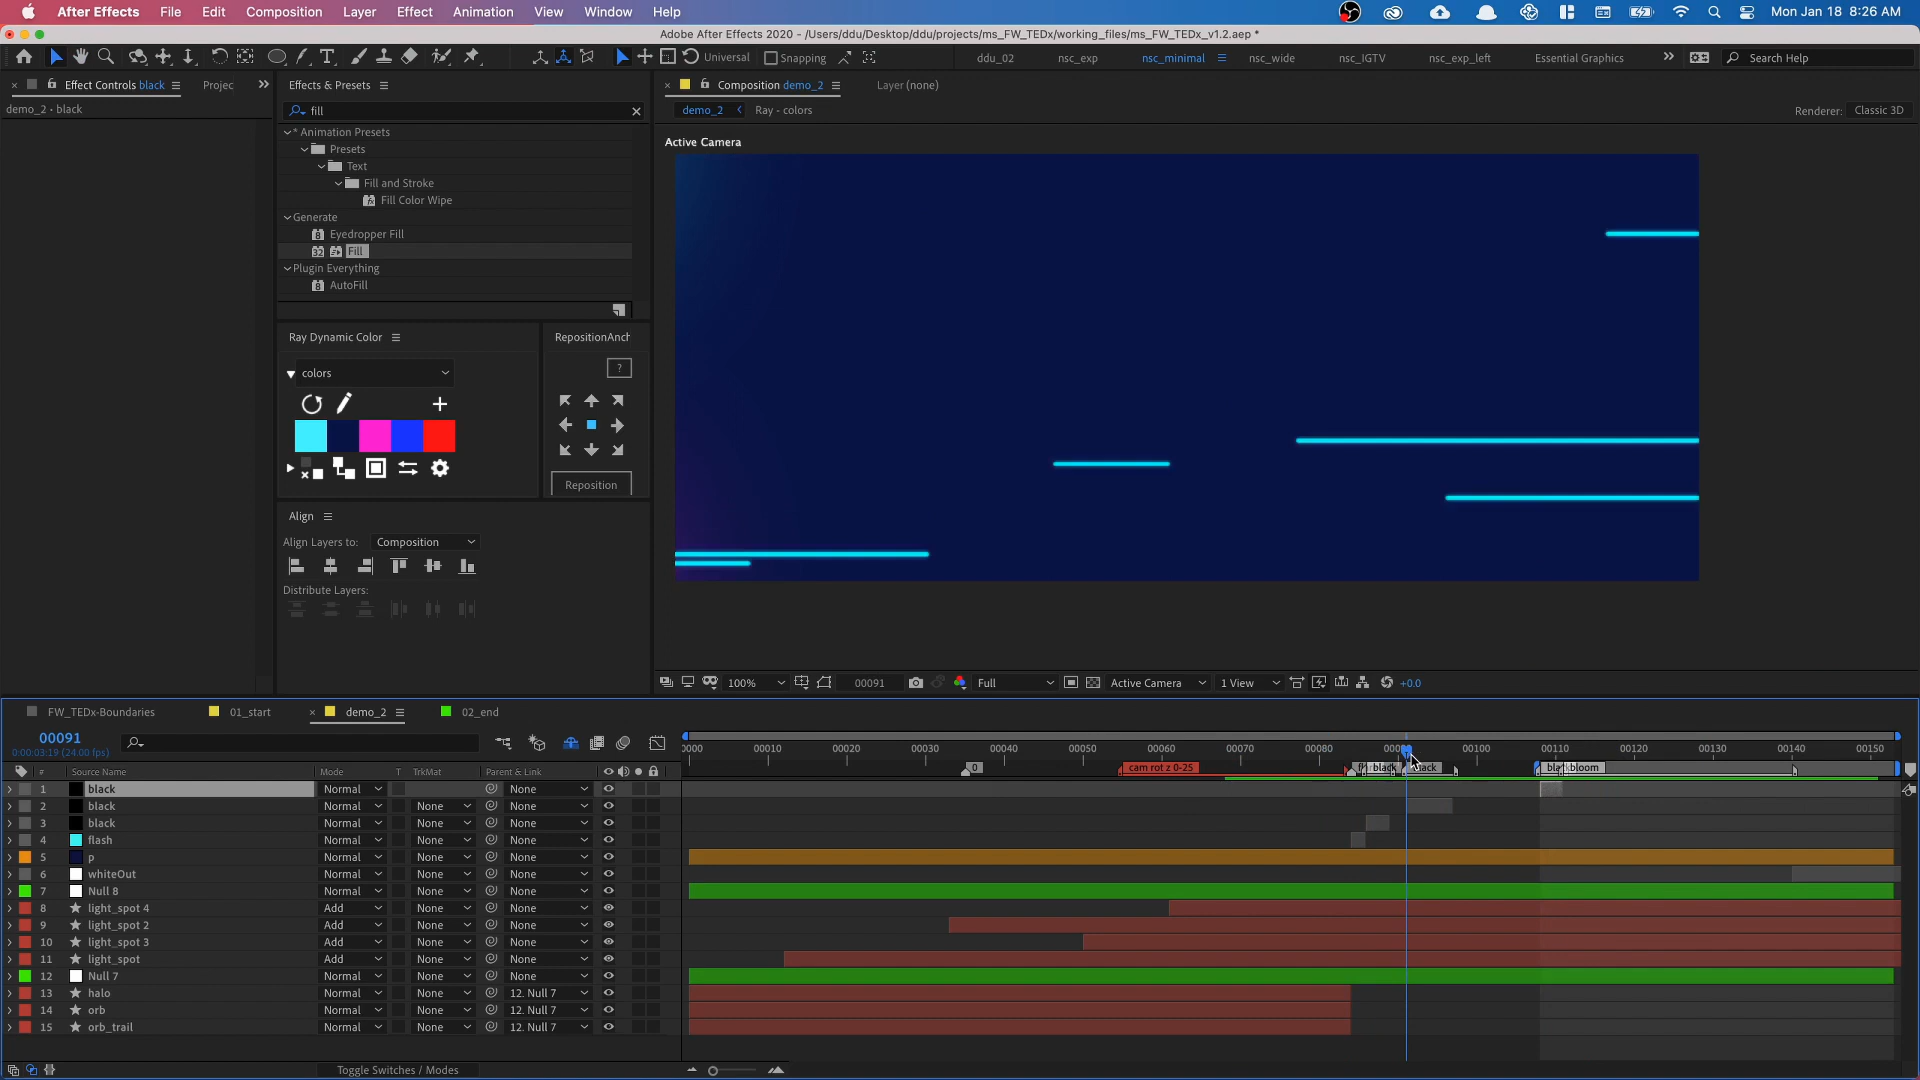 After Effects File Edit Composition Layer Effect Animation View Window Help Mon Jan 18 8:26 AM
Adobe After Effects 2020 - /Users/ddu/Desktop/ddu/projects/ms_FW_TEDx/working_files/ms_FW_TEDx_v1.2.aep *
Universal Snapping ddu_02 nsc_exp nsc_minimal nsc_wide nsc_IGTV nsc_exp_left Essential Graphics Search Help
Effect Controls black Projec Effects & Presets Composition demo_2 Layer (none)
demo_2 • black fill demo_2 Ray - colors Renderer: Classic 3D
* Animation Presets
Active Camera
Presets
Text
Fill and Stroke
Fill Color Wipe
Generate
Eyedropper Fill
Fill
Plugin Everything
AutoFill
Ray Dynamic Color RepositionAnch
?
colors
Reposition
Align
Align Layers to: Composition
Distribute Layers:
100% 00091 Full Active Camera 1 View +0.0
FW_TEDx-Boundaries 01_start demo_2 02_end
00091
0:00:03:19 (24.00 fps)
0000 00010 00020 00030 00040 00050 00060 00070 00080 00100 00110 00120 00130 00140 00150
# Source Name Mode T TrkMat Parent & Link 0 cam rot z 0-25 black bloom
1 black Normal None
2 black Normal None None
3 black Normal None None
4 flash Normal None None
5 p Normal None None
6 whiteOut Normal None None
7 Null 8 Normal None None
8 light_spot 4 Add None None
9 light_spot 2 Add None None
10 light_spot 3 Add None None
11 light_spot Add None None
12 Null 7 Normal None None
13 halo Normal None 12. Null 7
14 orb Normal None 12. Null 7
15 orb_trail Normal None 12. Null 7
Toggle Switches / Modes